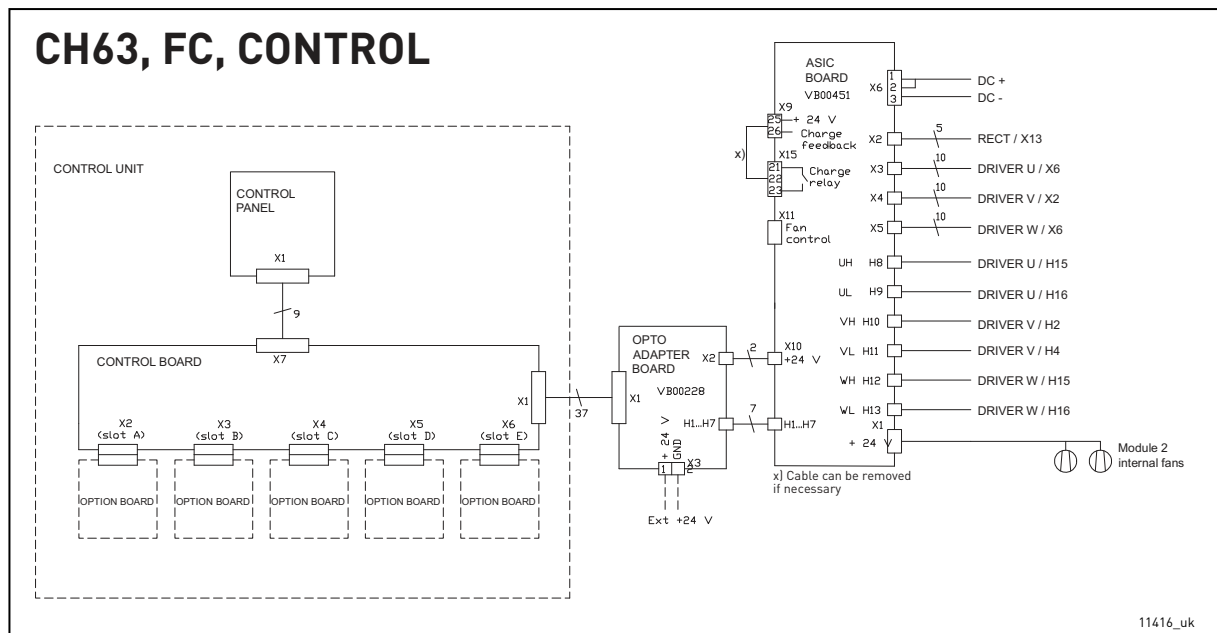 CH63, FC, CONTROL
CONTROL UNIT
CONTROL
PANEL
X1
9
X7
CONTROL BOARD
X1
37
X2
(slot A)
X3
(slot B)
X4
(slot C)
X5
(slot D)
X6
(slot E)
OPTION BOARD
OPTION BOARD
OPTION BOARD
OPTION BOARD
OPTION BOARD
OPTO
ADAPTER
BOARD
VB00228
X1
X2
2
H1...H7
7
+ 24 V
GND
X3
1
2
Ext +24 V
ASIC
BOARD
VB00451
X6
1
2
3
DC +
DC -
X9
25
+ 24 V
26
Charge
feedback
x)
X15
21
22
23
Charge
relay
X11
Fan
control
X10
+24 V
H1...H7
X2
5
RECT / X13
X3
10
DRIVER U / X6
X4
10
DRIVER V / X2
X5
10
DRIVER W / X6
UH H8
DRIVER U / H15
UL H9
DRIVER U / H16
VH H10
DRIVER V / H2
VL H11
DRIVER V / H4
WH H12
DRIVER W / H15
WL H13
DRIVER W / H16
X1
+ 24 V
Module 2
internal fans
x) Cable can be removed
if necessary
11416_uk